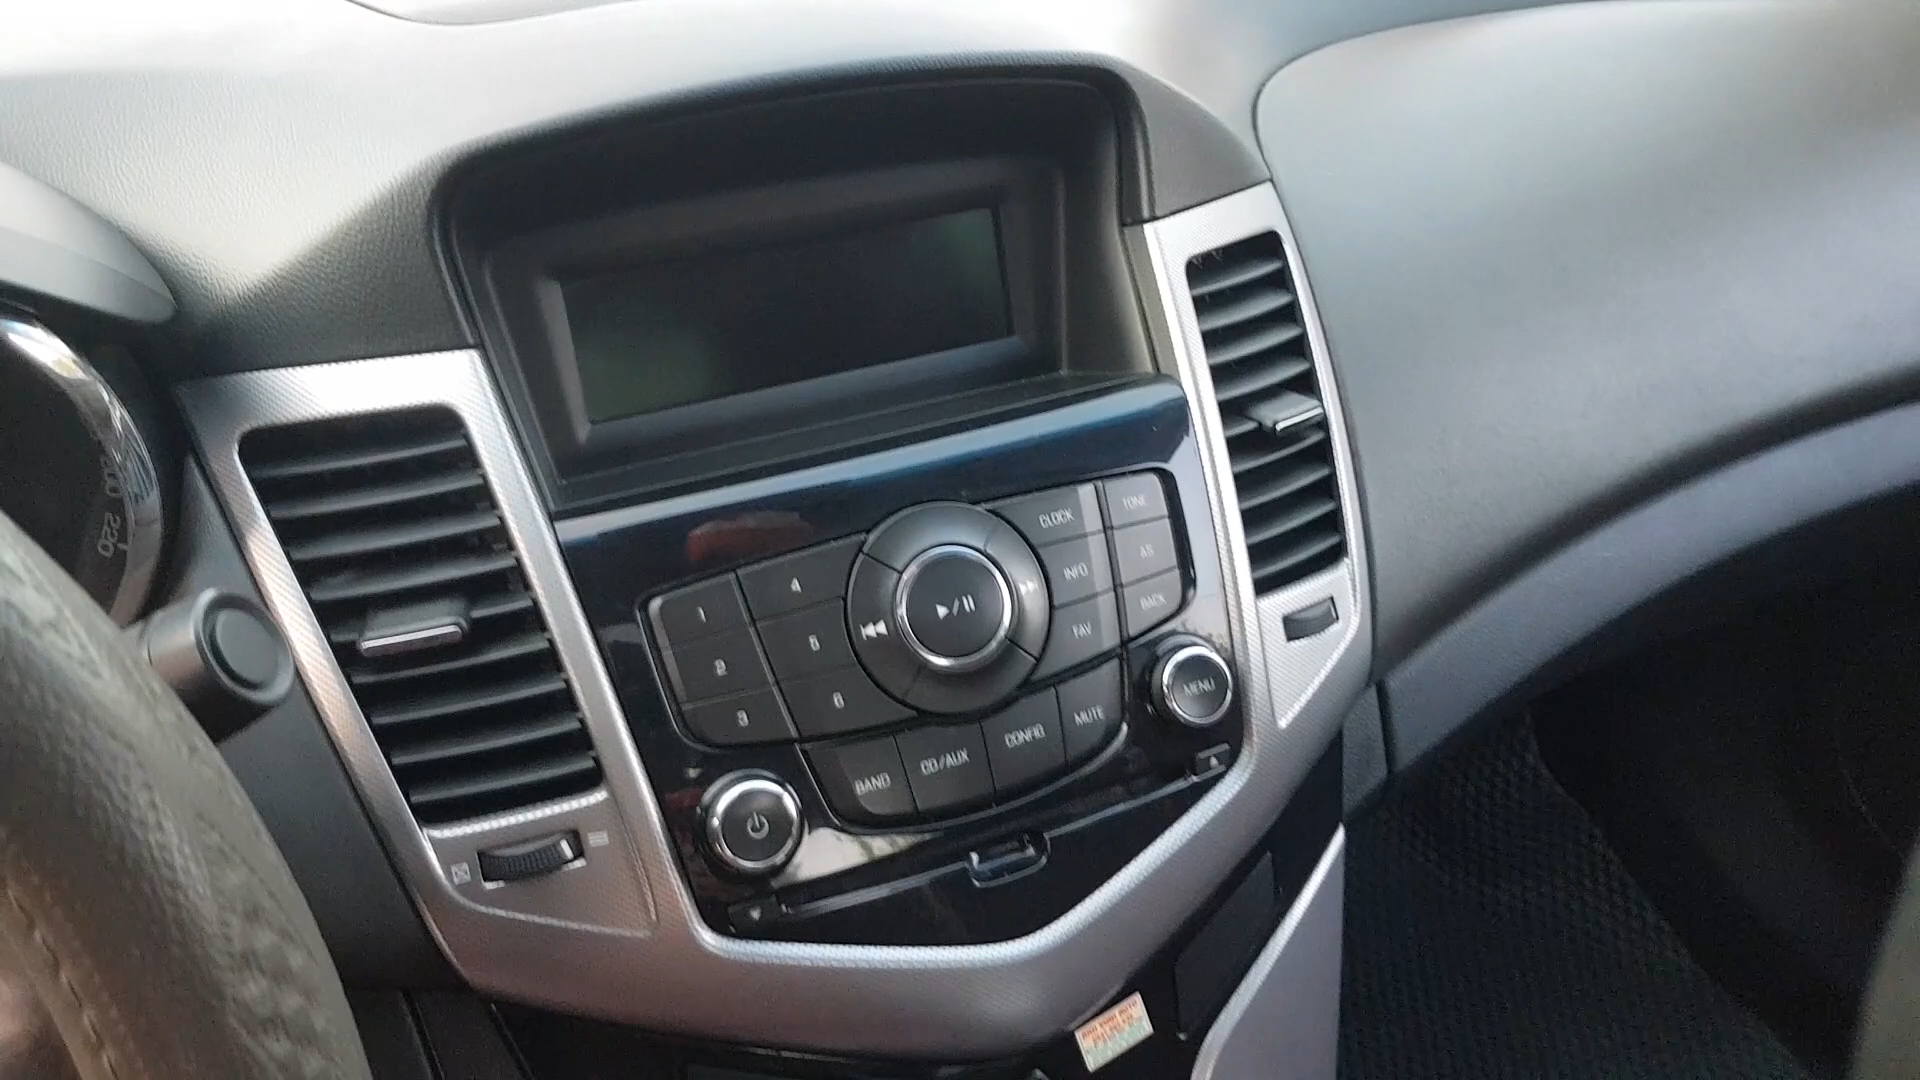 220
1
4
CLOCK
TONE
2
5
INFO
AS
3
6
FAV
BACK
BAND
CD/AUX
CONFIG
MUTE
MENU